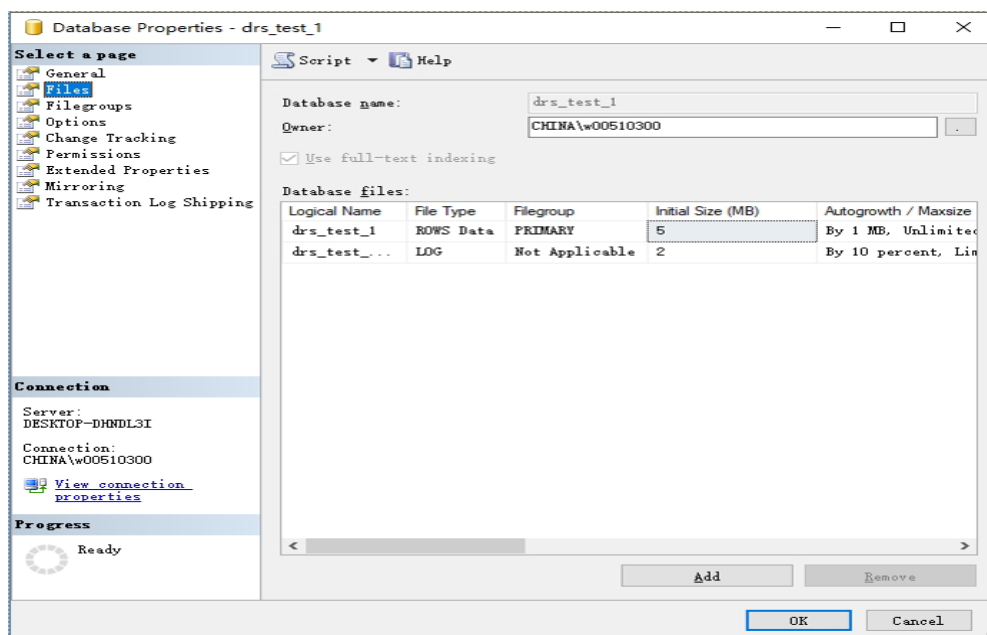 Database Properties - drs_test_1
Select a page
General
Files
Filegroups
Options
Change Tracking
Permissions
Extended Properties
Mirroring
Transaction Log Shipping
Connection
Server:
DESKTOP-DHNDL3I
Connection:
CHINA\w00510300
View connection
properties
Progress
Ready
Script Help
Database name: drs_test_1
Owner: CHINA\w00510300 .
Use full-text indexing
Database files:
Logical Name File Type Filegroup Initial Size (MB) Autogrowth / Maxsize
drs_test_1 ROWS Data PRIMARY 5 By 1 MB, Unlimited
drs_test_... LOG Not Applicable 2 By 10 percent, Lim
Add Remove
OK Cancel